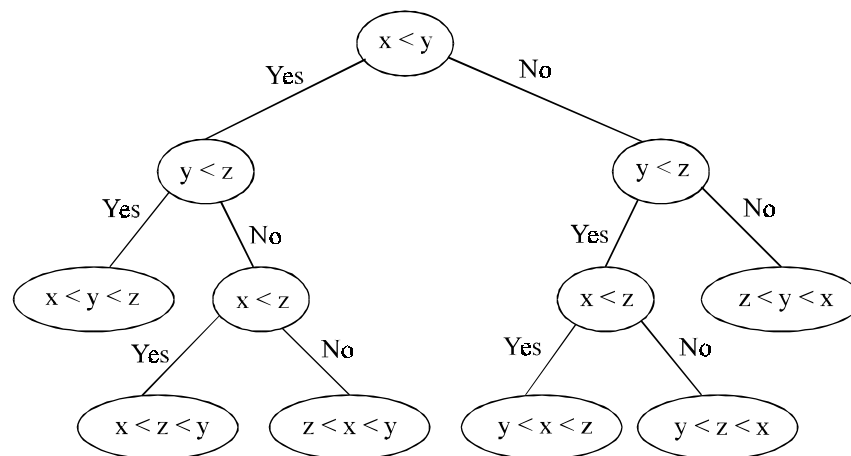 x < y
Yes
No
y < z
y < z
Yes
No
Yes
No
x < y < z
x < z
x < z
z < y < x
Yes
No
Yes
No
x < z < y
z < x < y
y < x < z
y < z < x